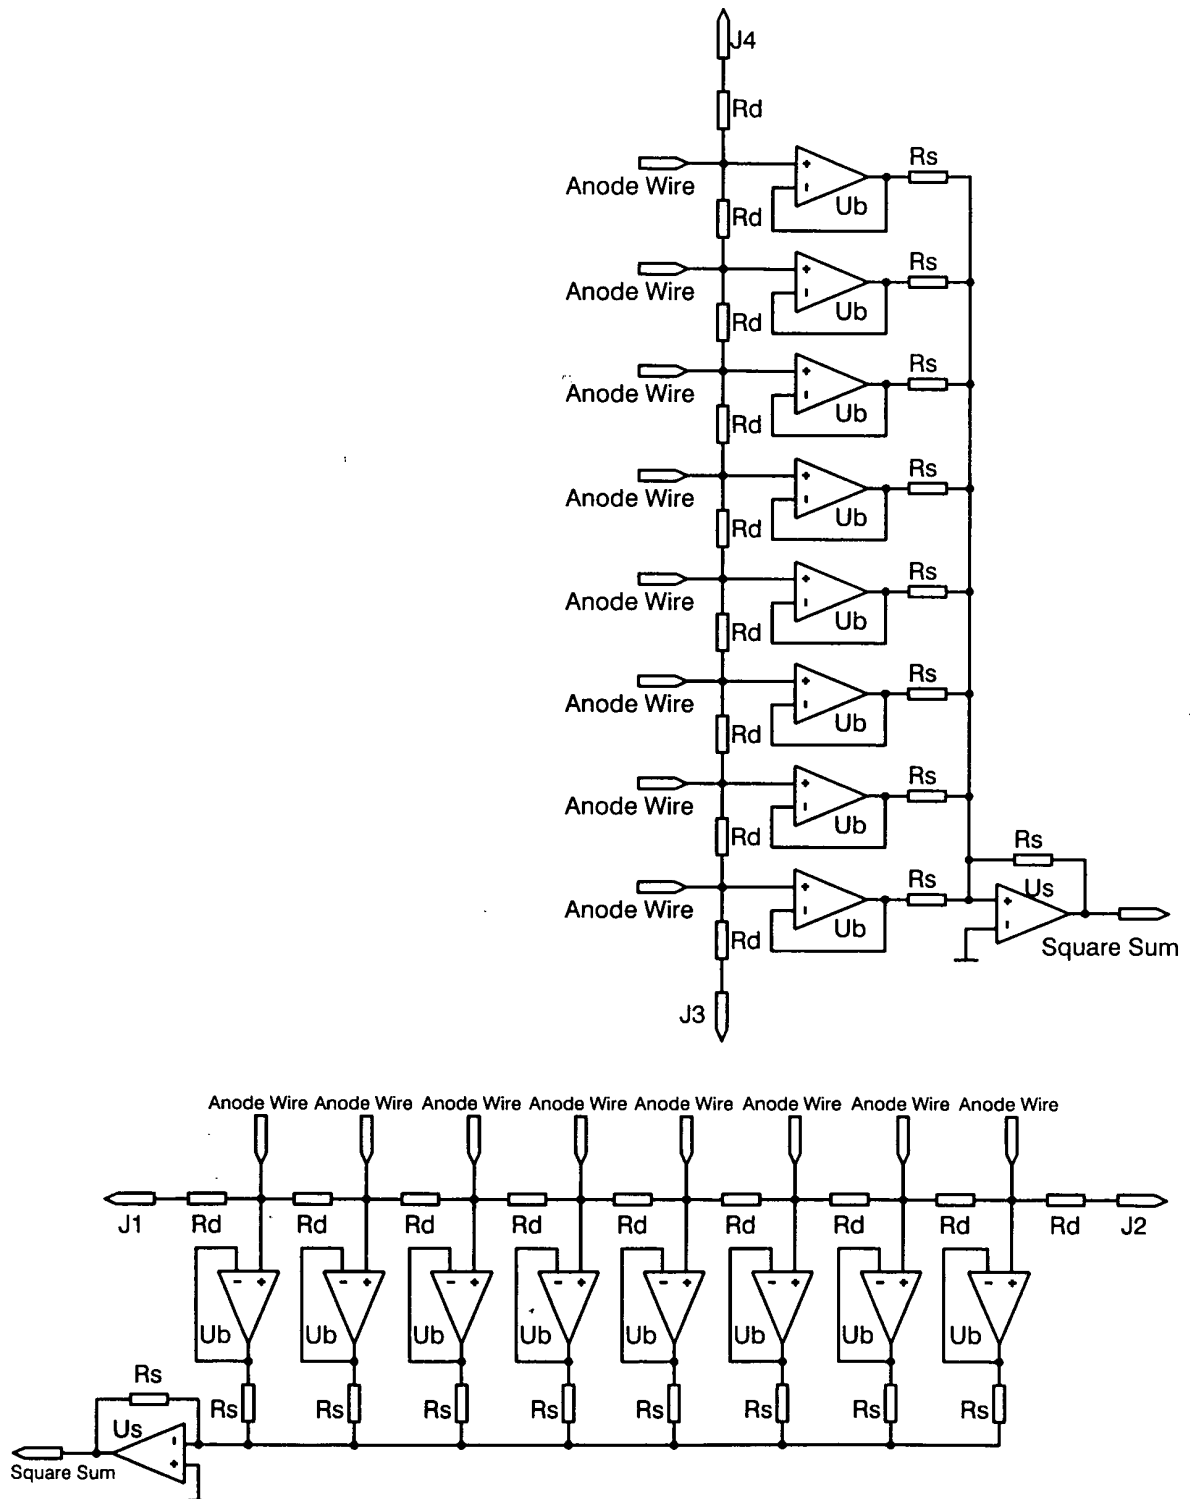 J4
Rd
Rs
Anode Wire
Ub
Rd
Rs
Anode Wire
Ub
Rd
Rs
Anode Wire
Ub
Rd
Rs
Anode Wire
Ub
Rd
Rs
Anode Wire
Ub
Rd
Rs
Anode Wire
Ub
Rd
Rs
Anode Wire
Ub
Rd
Rs
Rs
Us
Anode Wire
Ub
Rd
Square Sum
J3
Anode Wire Anode Wire Anode Wire Anode Wire Anode Wire Anode Wire Anode Wire Anode Wire
J1 Rd Rd Rd Rd Rd Rd Rd Rd Rd J2
Ub Ub Ub Ub Ub Ub Ub Ub
Rs
Rs Rs Rs Rs Rs Rs Rs Rs
Us
Square Sum